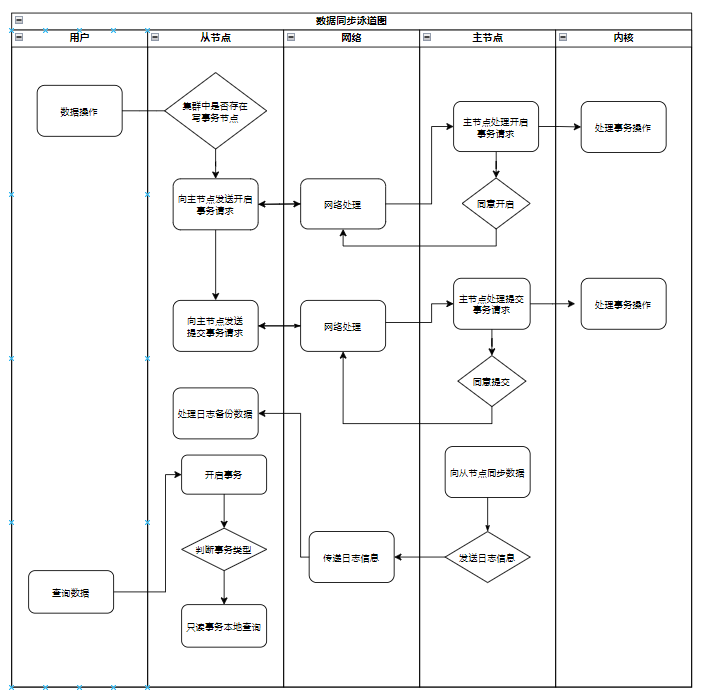 数据同步泳道图
用户
从节点
网络
主节点
内核
数据操作
集群中是否存在
写事务节点
主节点处理开启
事务请求
处理事务操作
向主节点发送开启
事务请求
网络处理
同意开启
向主节点发送
提交事务请求
网络处理
主节点处理提交
事务请求
处理事务操作
同意提交
处理日志备份数据
开启事务
向从节点同步数据
判断事务类型
传递日志信息
发送日志信息
查询数据
只读事务本地查询